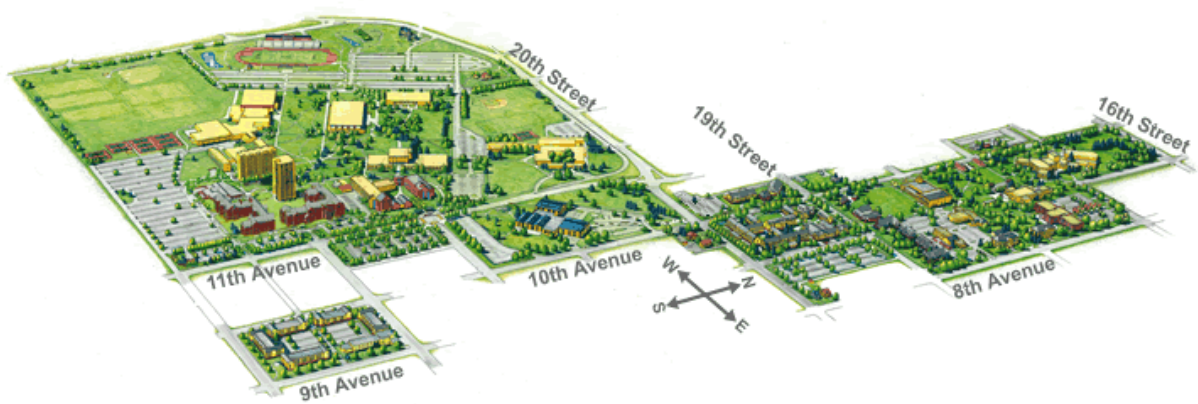 20th Street
19th Street
16th Street
11th Avenue
10th Avenue
8th Avenue
9th Avenue
W
N
S
E